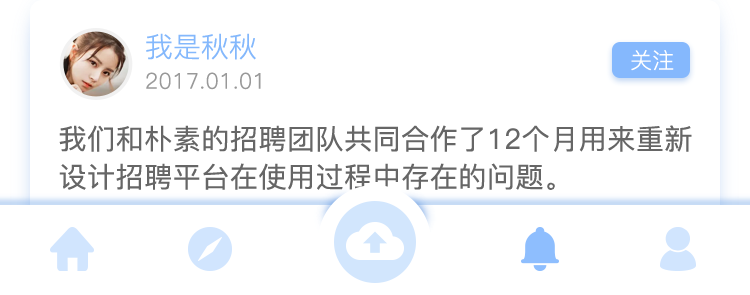 我是秋秋
2017.01.01
关注
我们和朴素的招聘团队共同合作了12个月用来重新
设计招聘平台在使用过程中存在的问题。